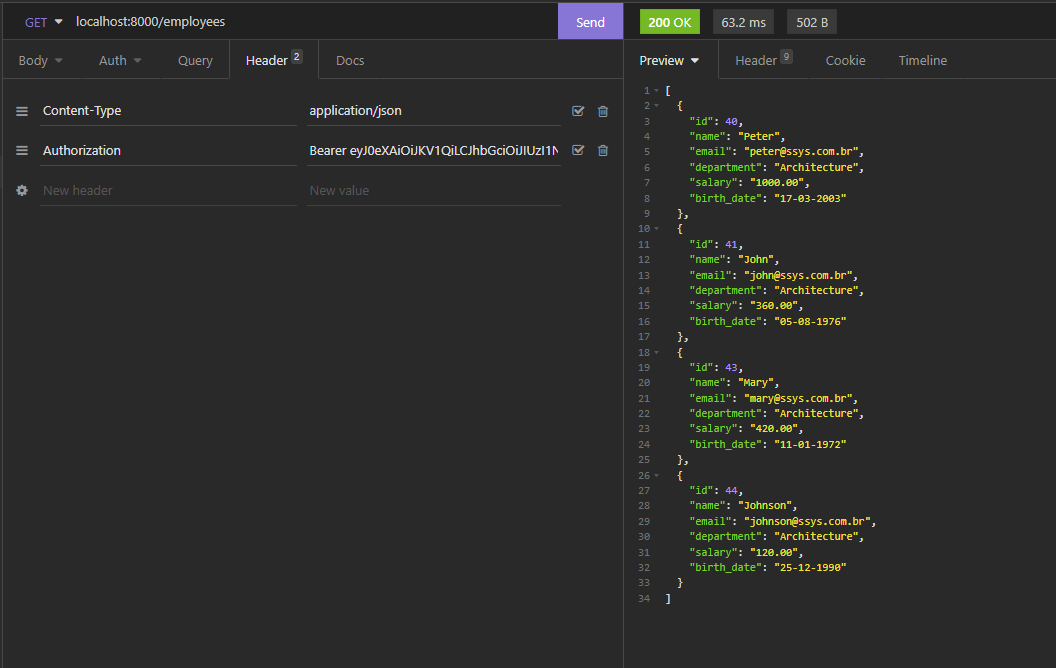 GET localhost:8000/employees Send 200 OK 63.2 ms 502 B
Body Auth Query Header 2 Docs Preview Header 9 Cookie Timeline
Content-Type application/json
Authorization Bearer eyJ0eXAiOiJKV1QiLCJhbGciOiJIUzI1N
New header New value
1 [
2 {
3 "id": 40,
4 "name": "Peter",
5 "email": "peter@ssys.com.br",
6 "department": "Architecture",
7 "salary": "1000.00",
8 "birth_date": "17-03-2003"
9 },
10 {
11 "id": 41,
12 "name": "John",
13 "email": "john@ssys.com.br",
14 "department": "Architecture",
15 "salary": "360.00",
16 "birth_date": "05-08-1976"
17 },
18 {
19 "id": 43,
20 "name": "Mary",
21 "email": "mary@ssys.com.br",
22 "department": "Architecture",
23 "salary": "420.00",
24 "birth_date": "11-01-1972"
25 },
26 {
27 "id": 44,
28 "name": "Johnson",
29 "email": "johnson@ssys.com.br",
30 "department": "Architecture",
31 "salary": "120.00",
32 "birth_date": "25-12-1990"
33 }
34 ]